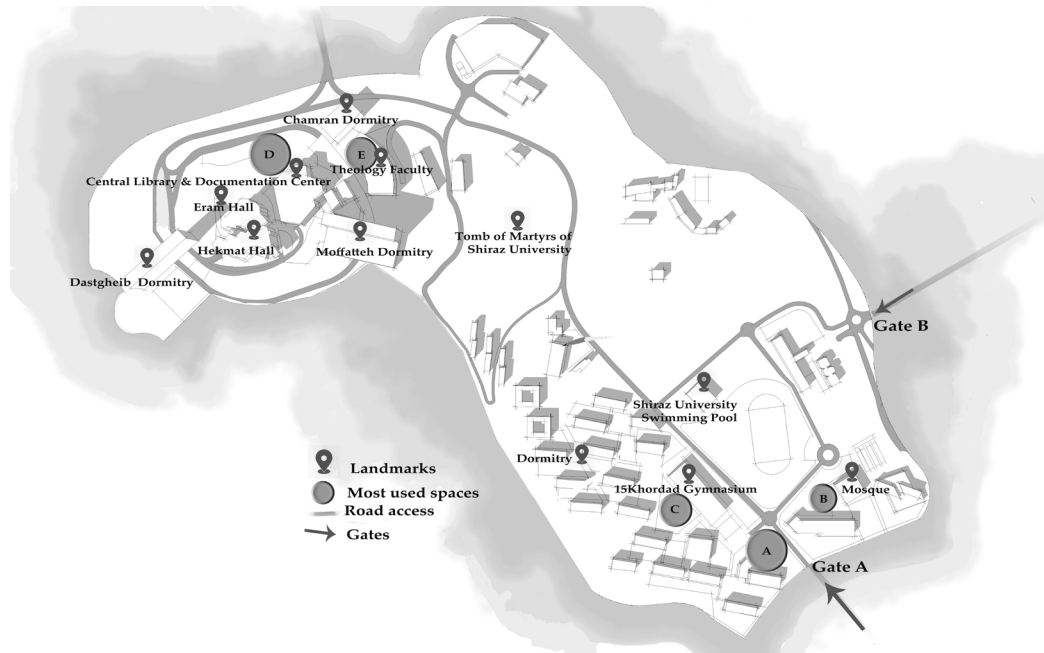 Chamran Dormitry
D
E
Theology Faculty
Central Library & Documentation Center
Eram Hall
Hekmat Hall
Moffatteh Dormitry
Tomb of Martyrs of
Shiraz University
Dastgheib Dormitry
Gate B
Shiraz University
Swimming Pool
Dormitry
15Khordad Gymnasium
Mosque
B
C
A
Gate A
Landmarks
Most used spaces
Road access
Gates